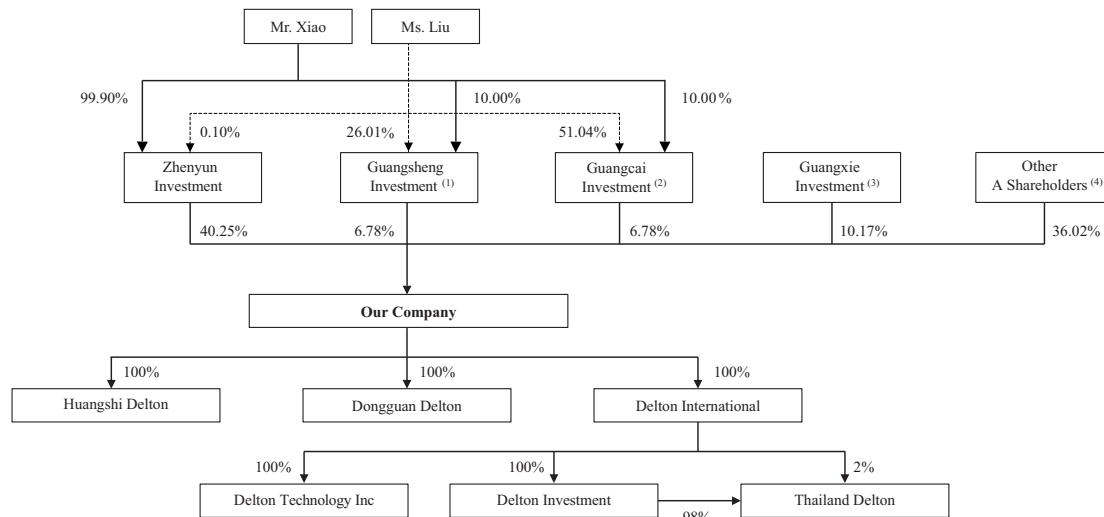 Mr. Xiao
Ms. Liu
99.90%
10.00%
10.00%
0.10%
26.01%
51.04%
Zhenyun
Investment
Guangsheng
Investment (1)
Guangcai
Investment (2)
Guangxie
Investment (3)
Other
A Shareholders (4)
40.25%
6.78%
6.78%
10.17%
36.02%
Our Company
100%
100%
100%
Huangshi Delton
Dongguan Delton
Delton International
100%
100%
2%
Delton Technology Inc
Delton Investment
Thailand Delton
98%